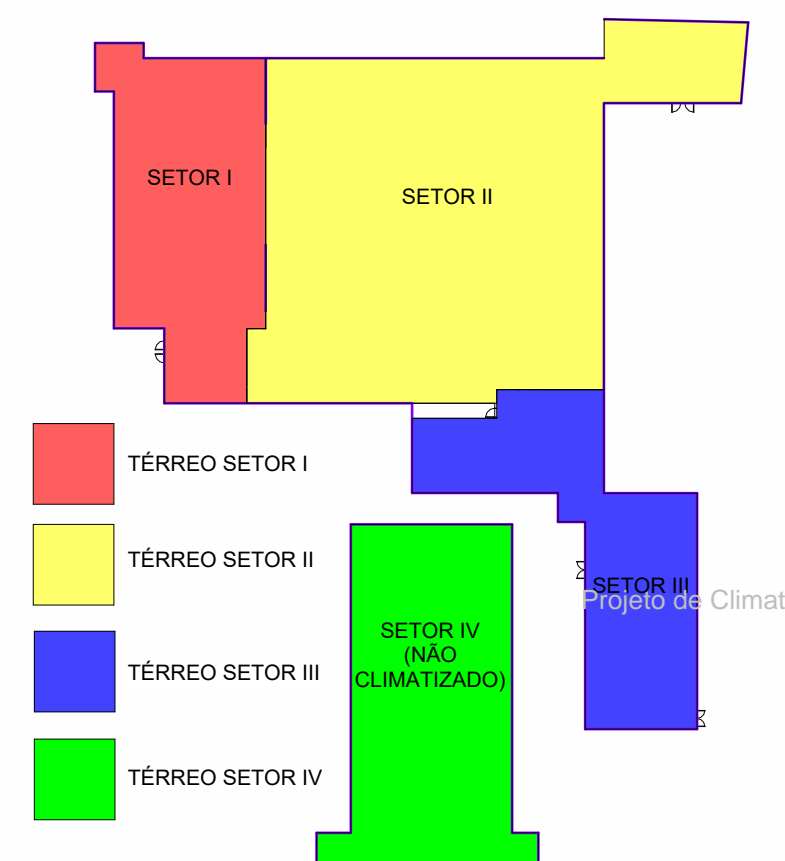 SETOR I
SETOR II
TÉRREO SETOR I
TÉRREO SETOR II
SETOR III
Projeto de Climat
SETOR IV
(NÃO
CLIMATIZADO)
TÉRREO SETOR III
TÉRREO SETOR IV